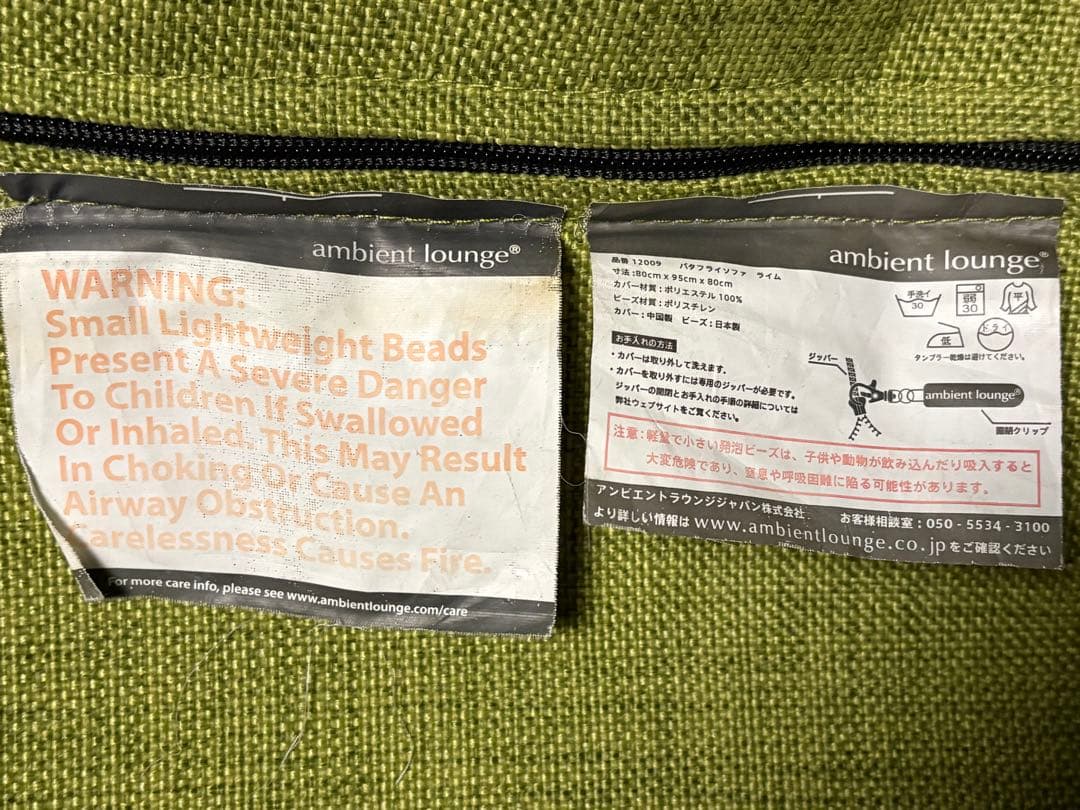 ambient lounge®
WARNING:
Small Lightweight Beads
Present A Severe Danger
To Children If Swallowed
Or Inhaled. This May Result
In Choking Or Cause An
Airway Obstruction.
Carelessness Causes Fire.
For more care info, please see www.ambientlounge.com/care
ambient lounge®
品番 12009 バタフライソファ ライム
寸法:80cm x 95cm x 80cm
カバー材質:ポリエステル 100%
ビーズ材質:ポリスチレン
カバー:中国製 ビーズ:日本製
手洗イ
30
弱
30
平
低
ドライ
タンブラー乾燥は避けてください。
お手入れの方法
・カバーは取り外して洗えます。
・カバーを取り外すには専用のジッパーが必要です。
ジッパーの開閉とお手入れの手順の詳細については
弊社ウェブサイトをご覧ください。
ジッパー
ambient lounge®
開閉クリップ
注意:軽量で小さい発泡ビーズは、子供や動物が飲み込んだり吸入すると
大変危険であり、窒息や呼吸困難に陥る可能性があります。
アンビエントラウンジジャパン株式会社
お客様相談室:050-5534-3100
より詳しい情報は www.ambientlounge.co.jp をご確認ください